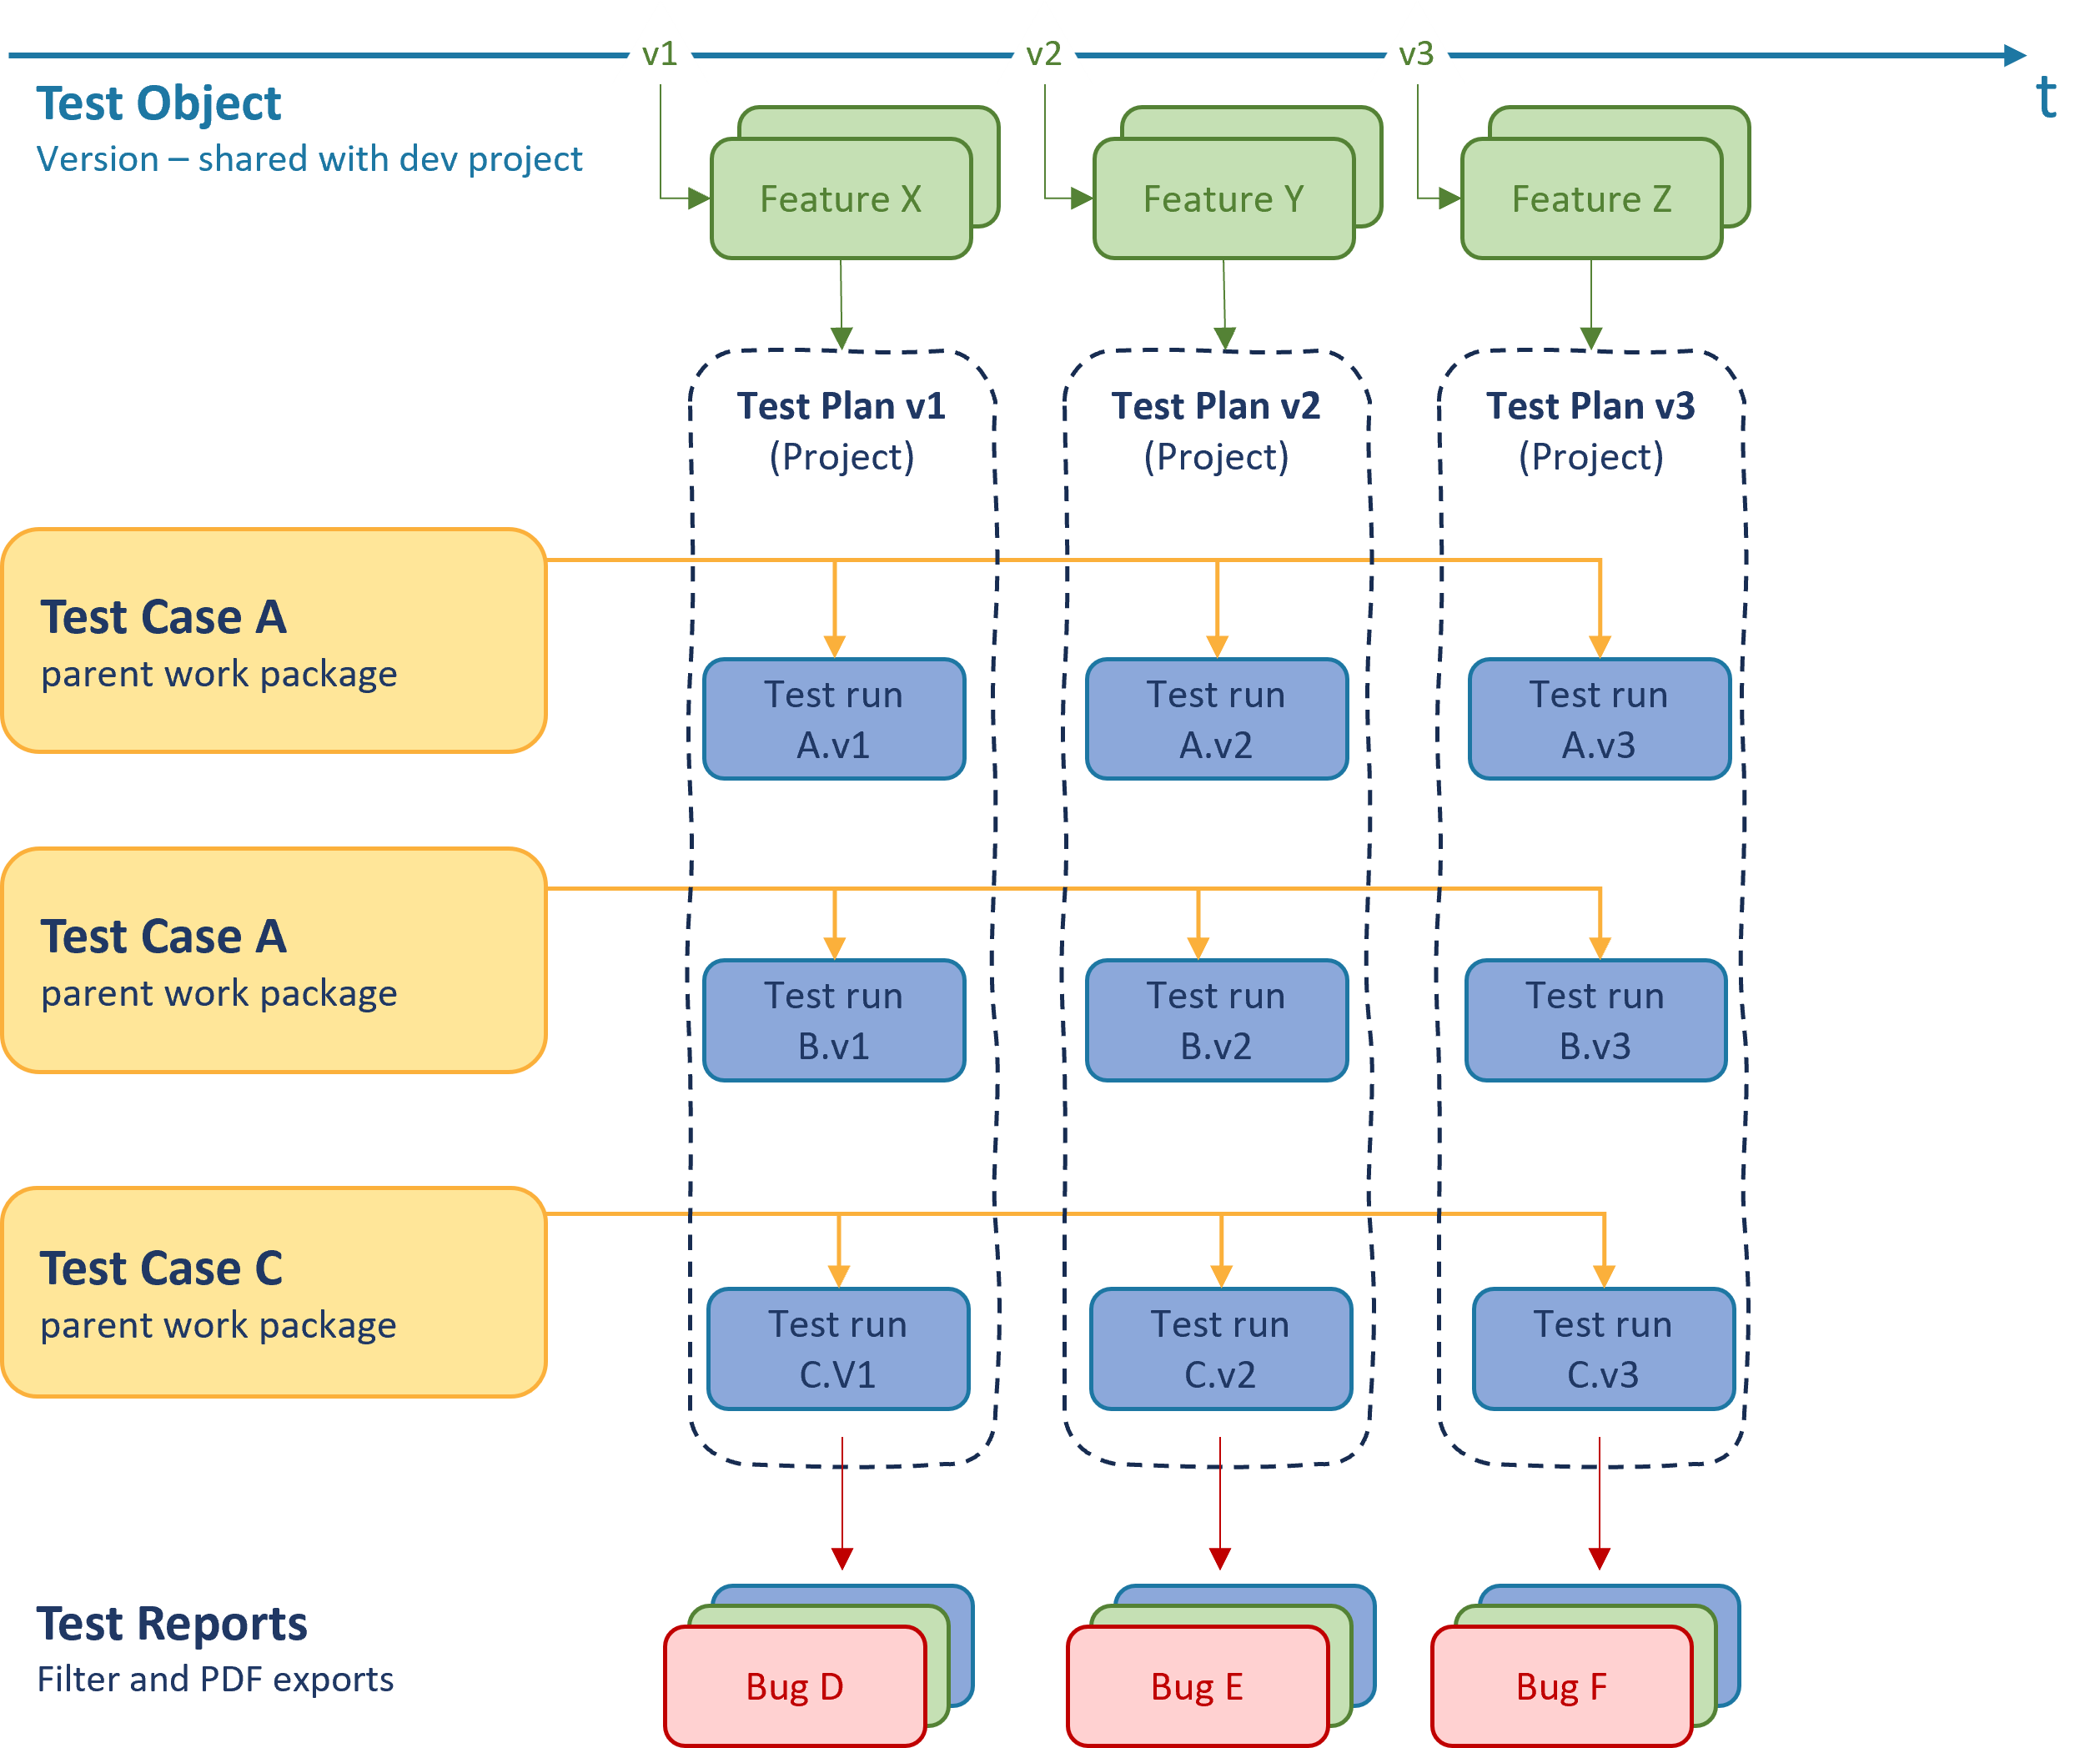 v1
v2
v3
t
Test Object
Version – shared with dev project
Feature X
Feature Y
Feature Z
Test Plan v1
(Project)
Test Plan v2
(Project)
Test Plan v3
(Project)
Test Case A
parent work package
Test run
A.v1
Test run
A.v2
Test run
A.v3
Test Case A
parent work package
Test run
B.v1
Test run
B.v2
Test run
B.v3
Test Case C
parent work package
Test run
C.V1
Test run
C.v2
Test run
C.v3
Test Reports
Filter and PDF exports
Bug D
Bug E
Bug F